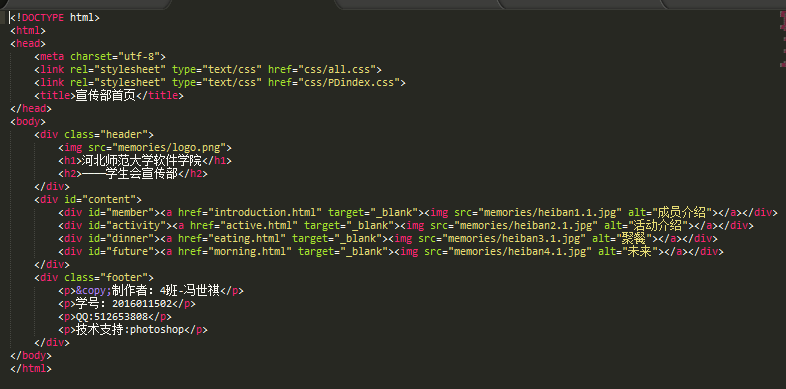 <!DOCTYPE html>
<html>
<head>
<meta charset="utf-8">
<link rel="stylesheet" type="text/css" href="css/all.css">
<link rel="stylesheet" type="text/css" href="css/PDindex.css">
<title>宣传部首页</title>
</head>
<body>
<div class="header">
<img src="memories/logo.png">
<h1>河北师范大学软件学院</h1>
<h2>——学生会宣传部</h2>
</div>
<div id="content">
<div id="member"><a href="introduction.html" target="_blank"><img src="memories/heiban1.1.jpg" alt="成员介绍"></a></div>
<div id="activity"><a href="active.html" target="_blank"><img src="memories/heiban2.1.jpg" alt="活动介绍"></a></div>
<div id="dinner"><a href="eating.html" target="_blank"><img src="memories/heiban3.1.jpg" alt="聚餐"></a></div>
<div id="future"><a href="morning.html" target="_blank"><img src="memories/heiban4.1.jpg" alt="未来"></a></div>
</div>
<div class="footer">
<p>&copy;制作者: 4班-冯世祺</p>
<p>学号: 2016011502</p>
<p>QQ:512653808</p>
<p>技术支持:photoshop</p>
</div>
</body>
</html>